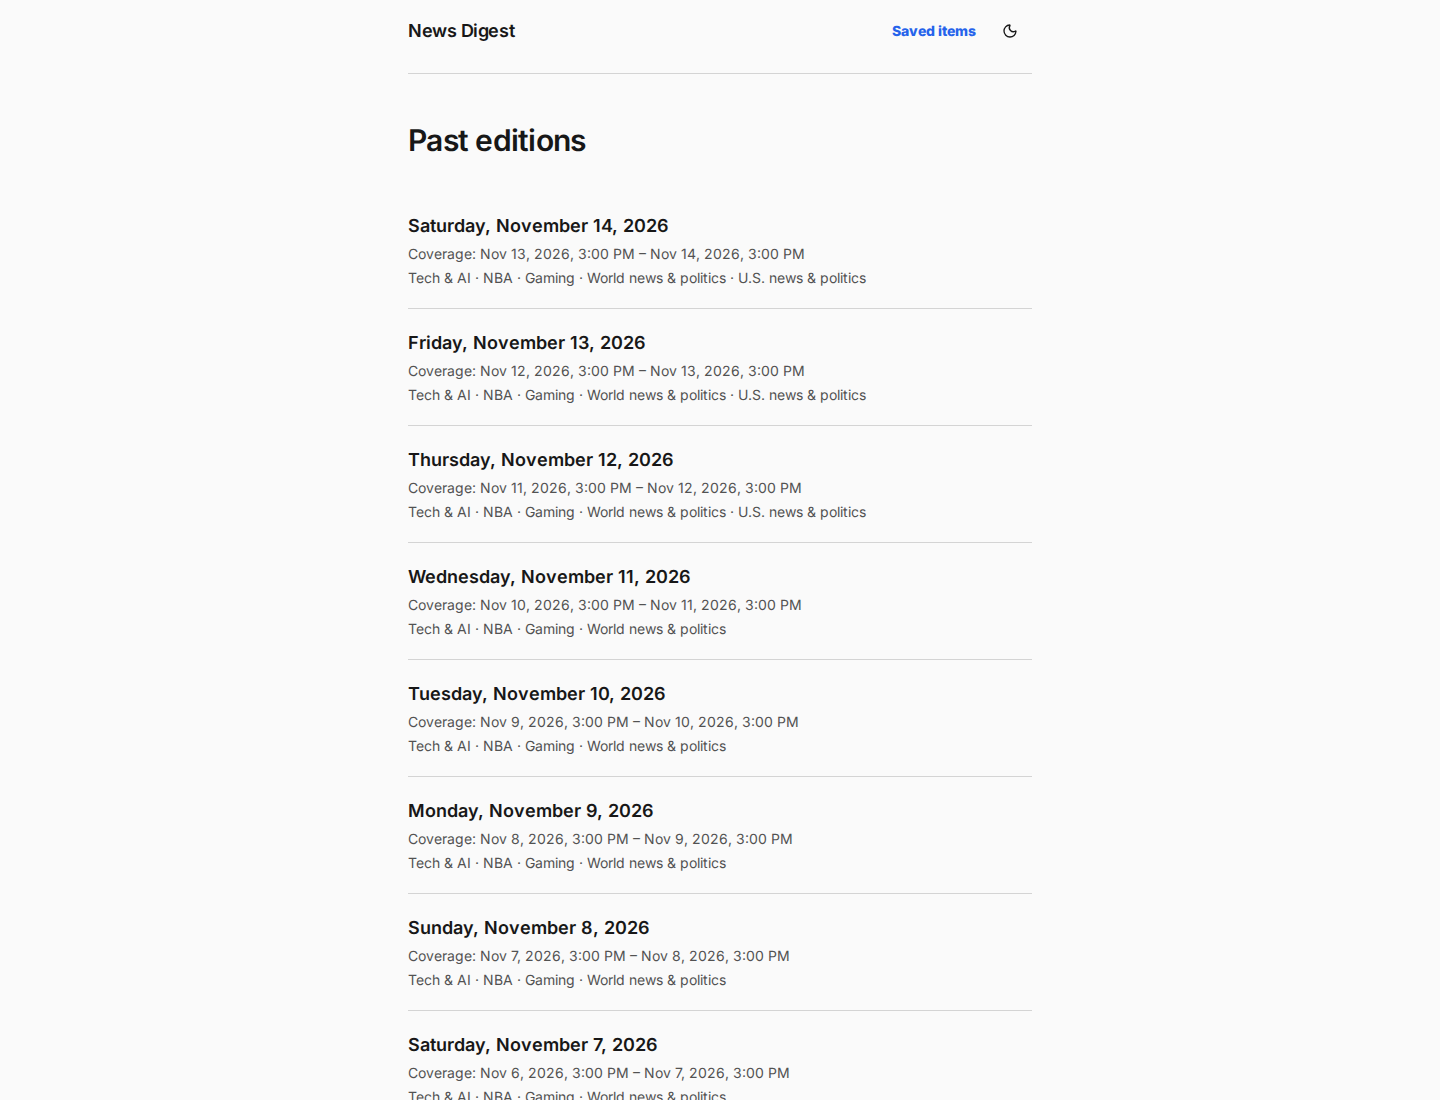 News Digest
Saved items
Past editions
Saturday, November 14, 2026
Coverage: Nov 13, 2026, 3:00 PM – Nov 14, 2026, 3:00 PM
Tech & AI · NBA · Gaming · World news & politics · U.S. news & politics
Friday, November 13, 2026
Coverage: Nov 12, 2026, 3:00 PM – Nov 13, 2026, 3:00 PM
Tech & AI · NBA · Gaming · World news & politics · U.S. news & politics
Thursday, November 12, 2026
Coverage: Nov 11, 2026, 3:00 PM – Nov 12, 2026, 3:00 PM
Tech & AI · NBA · Gaming · World news & politics · U.S. news & politics
Wednesday, November 11, 2026
Coverage: Nov 10, 2026, 3:00 PM – Nov 11, 2026, 3:00 PM
Tech & AI · NBA · Gaming · World news & politics
Tuesday, November 10, 2026
Coverage: Nov 9, 2026, 3:00 PM – Nov 10, 2026, 3:00 PM
Tech & AI · NBA · Gaming · World news & politics
Monday, November 9, 2026
Coverage: Nov 8, 2026, 3:00 PM – Nov 9, 2026, 3:00 PM
Tech & AI · NBA · Gaming · World news & politics
Sunday, November 8, 2026
Coverage: Nov 7, 2026, 3:00 PM – Nov 8, 2026, 3:00 PM
Tech & AI · NBA · Gaming · World news & politics
Saturday, November 7, 2026
Coverage: Nov 6, 2026, 3:00 PM – Nov 7, 2026, 3:00 PM
Tech & AI · NBA · Gaming · World news & politics